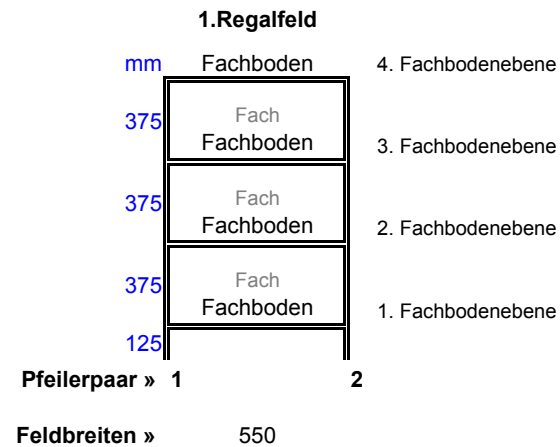 1.Regalfeld
mm Fachboden 4. Fachbodenebene
375 Fach
Fachboden 3. Fachbodenebene
375 Fach
Fachboden 2. Fachbodenebene
375 Fach
Fachboden 1. Fachbodenebene
125
Pfeilerpaar » 1 2
Feldbreiten » 550